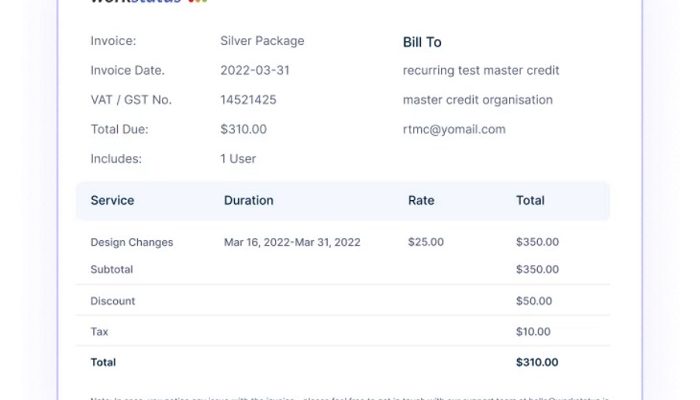 workstatus
Invoice: Silver Package
Invoice Date. 2022-03-31
VAT / GST No. 14521425
Total Due: $310.00
Includes: 1 User
Bill To
recurring test master credit
master credit organisation
rtmc@yomail.com
Service Duration Rate Total
Design Changes Mar 16, 2022-Mar 31, 2022 $25.00 $350.00
Subtotal $350.00
Discount $50.00
Tax $10.00
Total $310.00